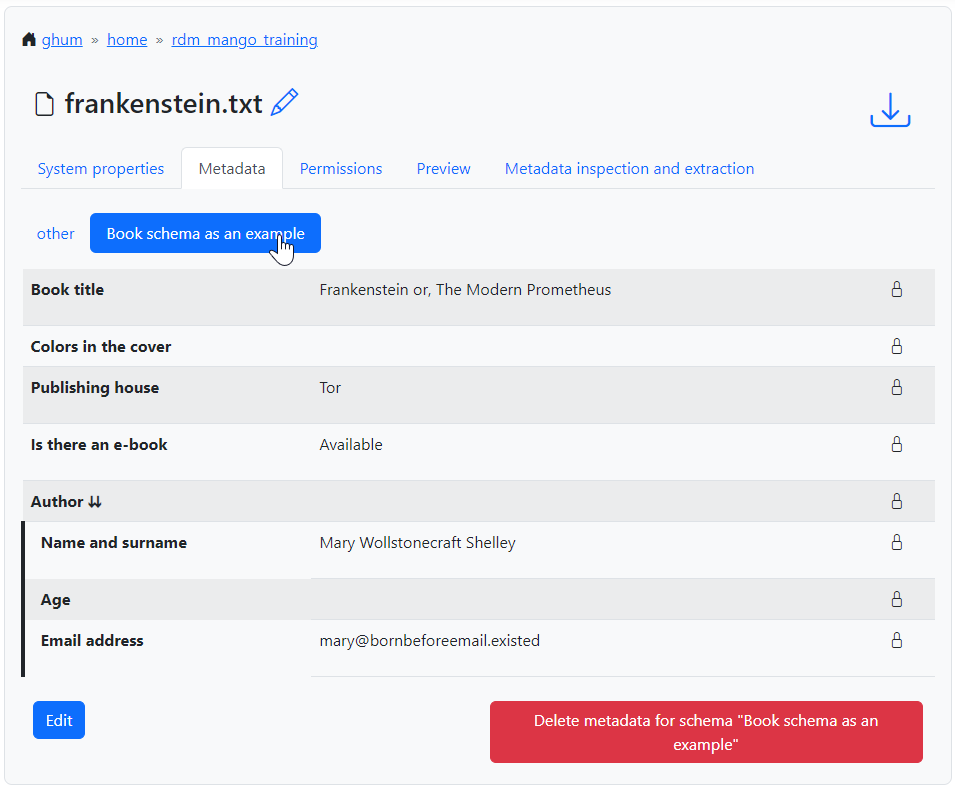 ghum » home » rdm_mango_training
frankenstein.txt
System properties Metadata Permissions Preview Metadata inspection and extraction
other Book schema as an example
Book title Frankenstein or, The Modern Prometheus
Colors in the cover
Publishing house Tor
Is there an e-book Available
Author ⇊
Name and surname Mary Wollstonecraft Shelley
Age
Email address mary@bornbeforeemail.existed
Edit Delete metadata for schema "Book schema as an
example"